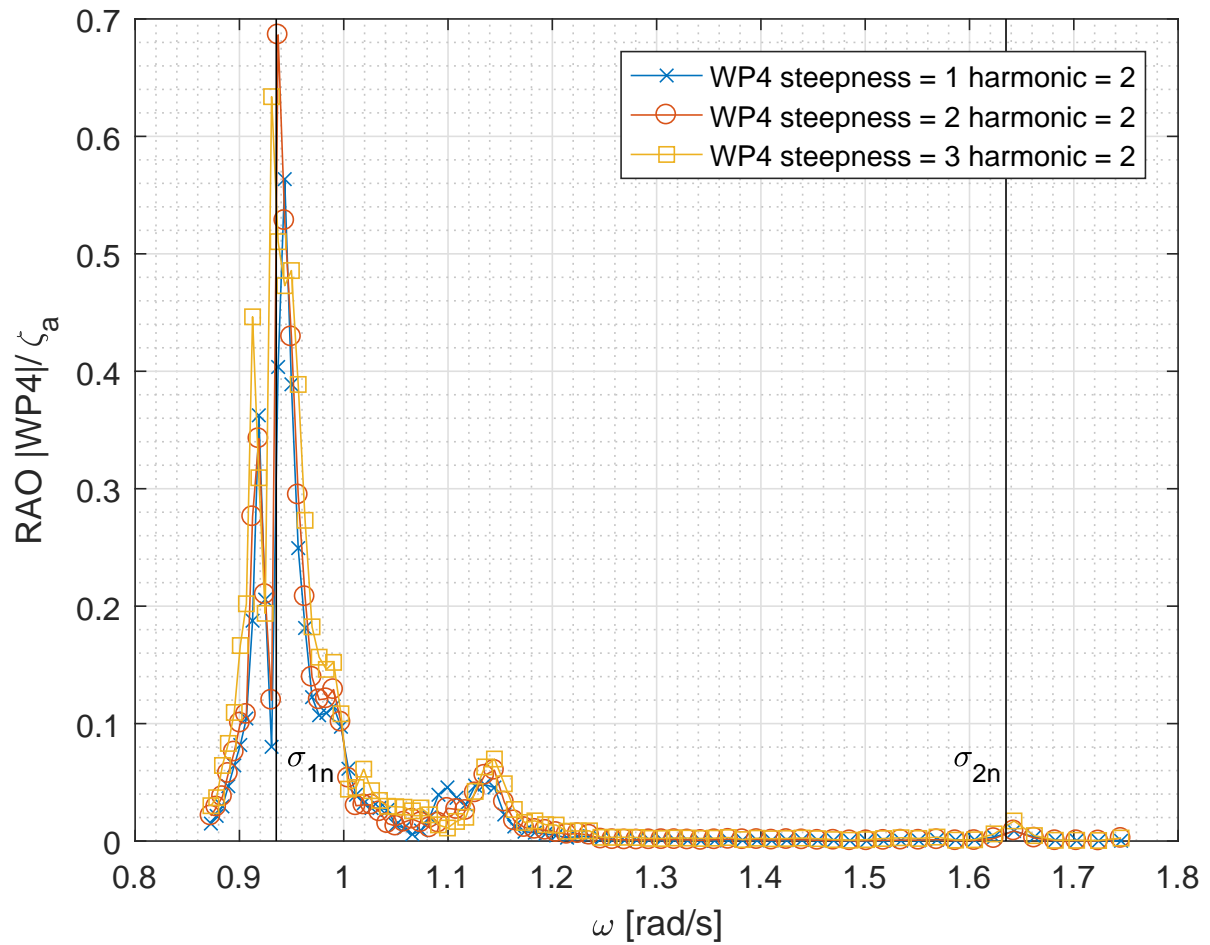 0.7
0.6
0.5
0.4
0.3
0.2
0.1
0
RAO |WP4|/ ζa
WP4 steepness = 1 harmonic = 2
WP4 steepness = 2 harmonic = 2
WP4 steepness = 3 harmonic = 2
σ1n
σ2n
0.8 0.9 1 1.1 1.2 1.3 1.4 1.5 1.6 1.7 1.8
ω [rad/s]